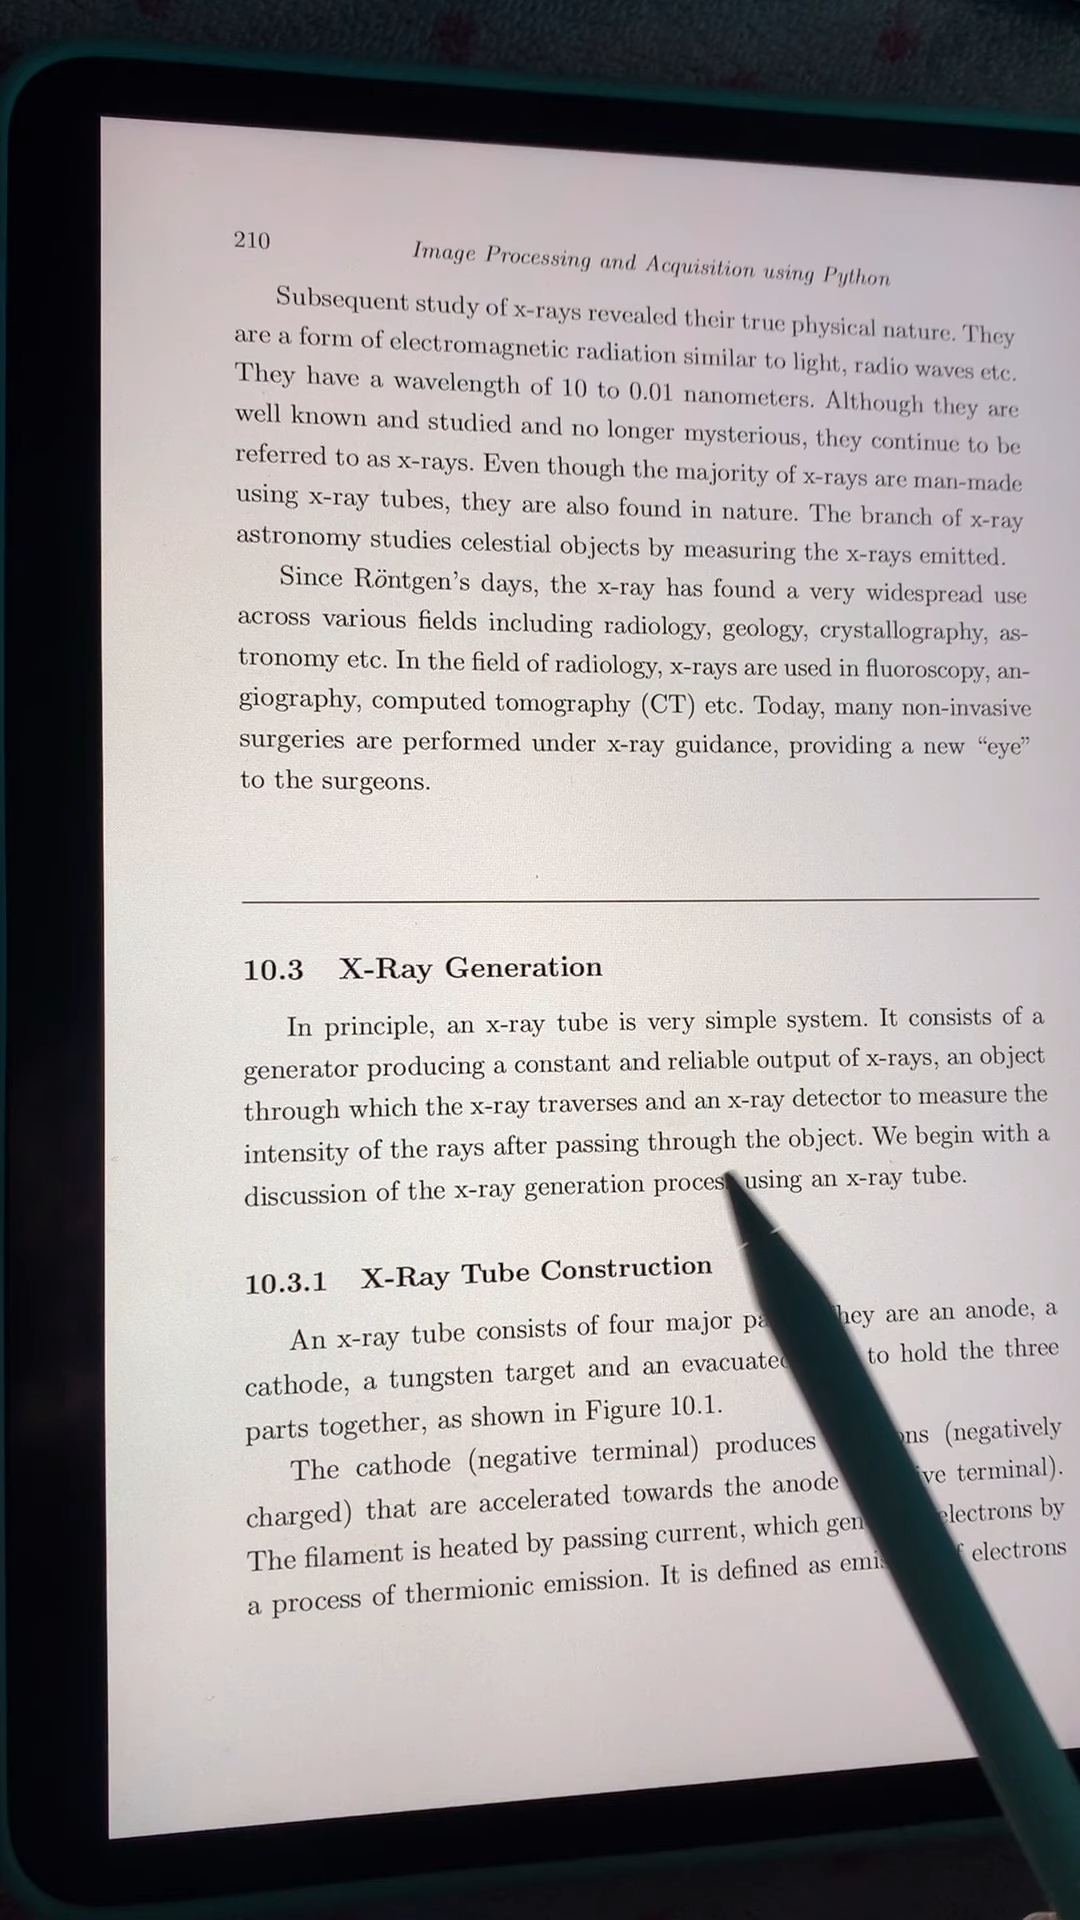 210
Image Processing and Acquisition using Python
Subsequent study of x-rays revealed their true physical nature. They
are a form of electromagnetic radiation similar to light, radio waves etc.
They have a wavelength of 10 to 0.01 nanometers. Although they are
well known and studied and no longer mysterious, they continue to be
referred to as x-rays. Even though the majority of x-rays are man-made
using x-ray tubes, they are also found in nature. The branch of x-ray
astronomy studies celestial objects by measuring the x-rays emitted.
Since Röntgen's days, the x-ray has found a very widespread use
across various fields including radiology, geology, crystallography, as-
tronomy etc. In the field of radiology, x-rays are used in fluoroscopy, an-
giography, computed tomography (CT) etc. Today, many non-invasive
surgeries are performed under x-ray guidance, providing a new “eye”
to the surgeons.
10.3 X-Ray Generation
In principle, an x-ray tube is very simple system. It consists of a
generator producing a constant and reliable output of x-rays, an object
through which the x-ray traverses and an x-ray detector to measure the
intensity of the rays after passing through the object. We begin with a
discussion of the x-ray generation process using an x-ray tube.
10.3.1 X-Ray Tube Construction
An x-ray tube consists of four major They are an anode, a
cathode, a tungsten target and an evacuated to hold the three
parts together, as shown in Figure 10.1.
The cathode (negative terminal) produces (negatively
charged) that are accelerated towards the anode terminal).
The filament is heated by passing current, which electrons by
a process of thermionic emission. It is defined as electrons